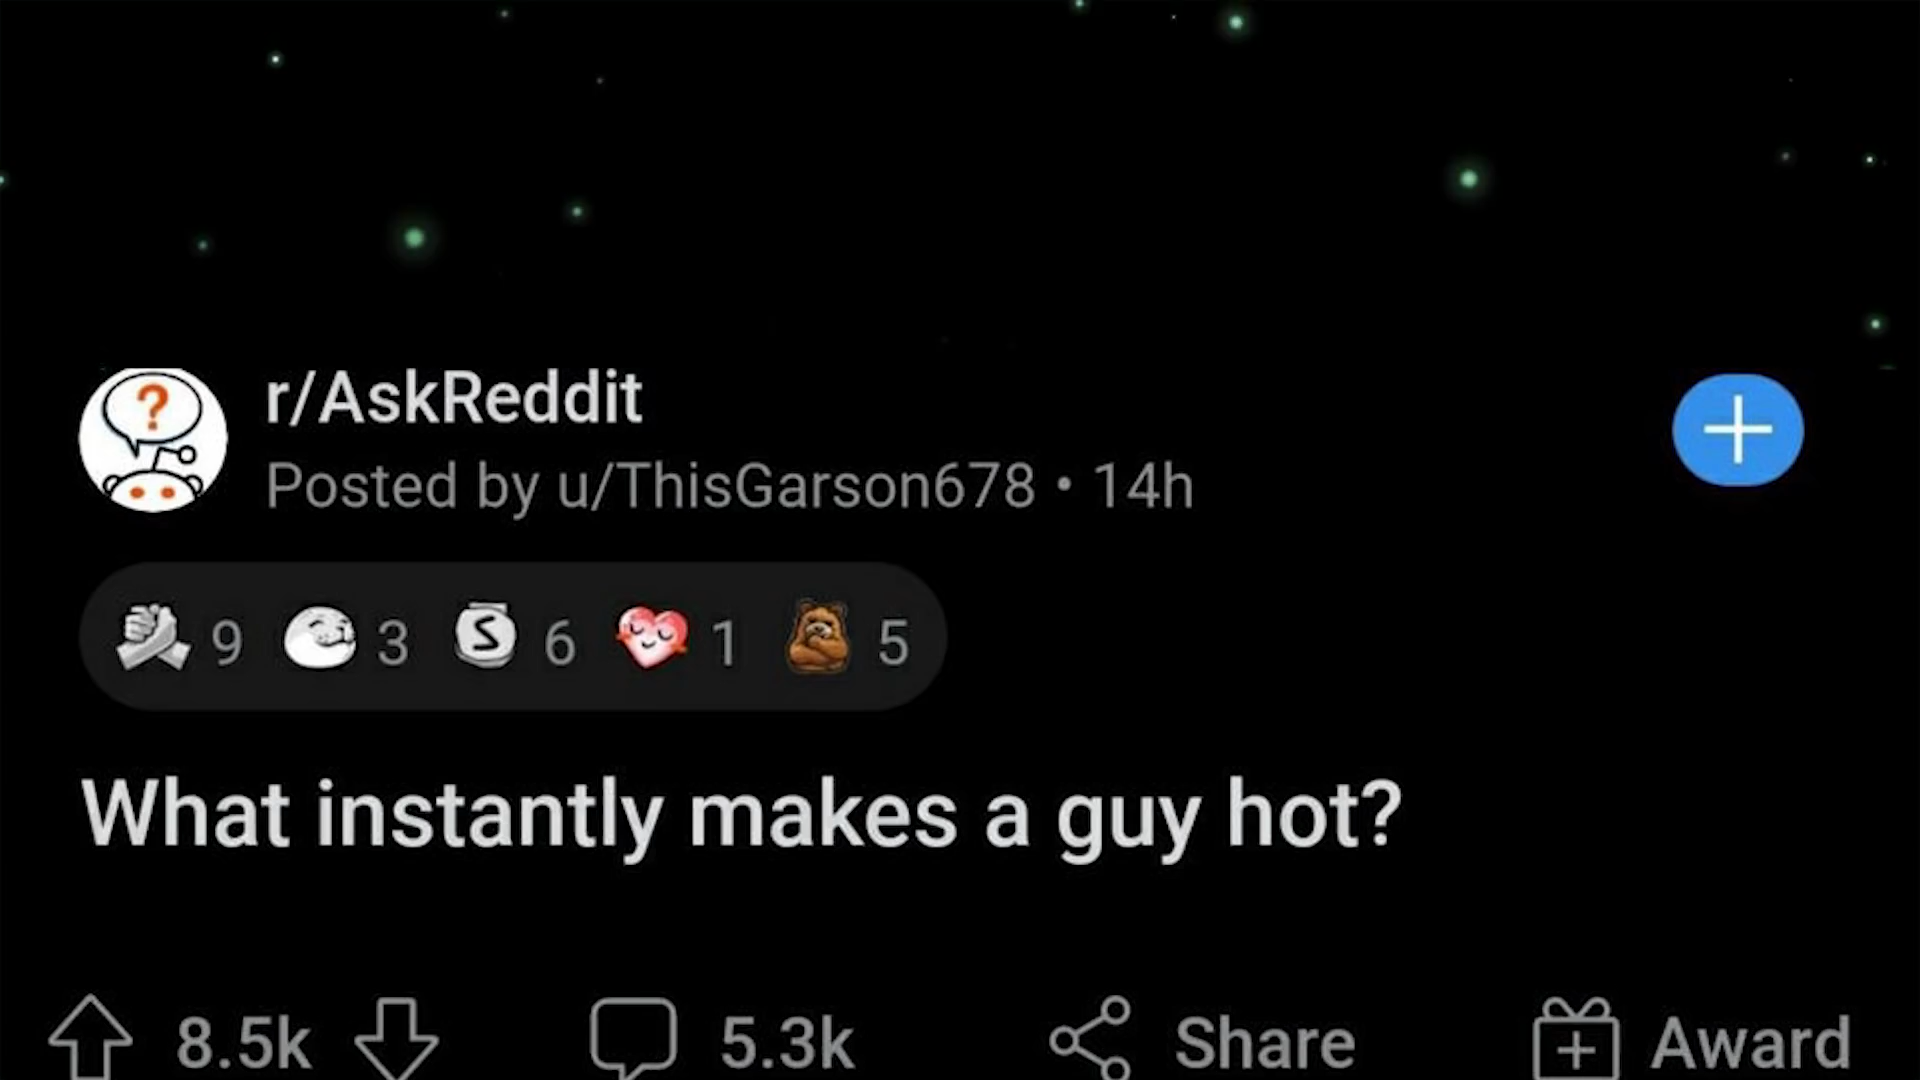 r/AskReddit
Posted by u/ThisGarson678 • 14h
9 3 S 6 1 5
What instantly makes a guy hot?
8.5k 5.3k Share Award